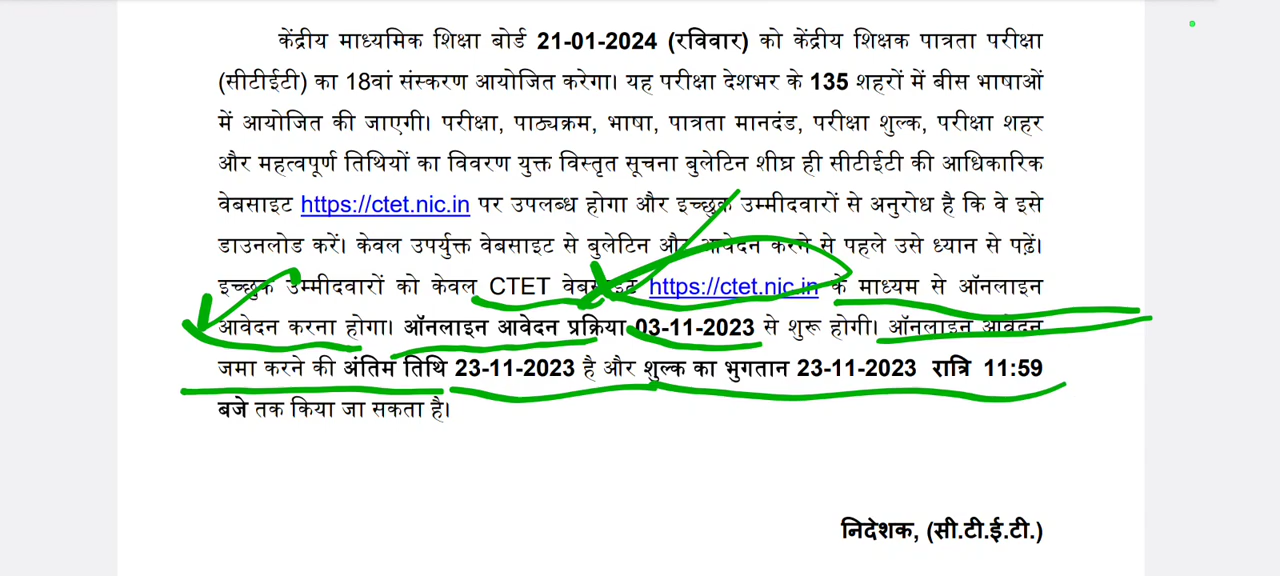 केंद्रीय माध्यमिक शिक्षा बोर्ड 21-01-2024 (रविवार) को केंद्रीय शिक्षक पात्रता परीक्षा
(सीटीईटी) का 18वां संस्करण आयोजित करेगा। यह परीक्षा देशभर के 135 शहरों में बीस भाषाओं
में आयोजित की जाएगी। परीक्षा, पाठ्यक्रम, भाषा, पात्रता मानदंड, परीक्षा शुल्क, परीक्षा शहर
और महत्वपूर्ण तिथियों का विवरण युक्त विस्तृत सूचना बुलेटिन शीघ्र ही सीटीईटी की आधिकारिक
वेबसाइट https://ctet.nic.in पर उपलब्ध होगा और इच्छुक उम्मीदवारों से अनुरोध है कि वे इसे
डाउनलोड करें। केवल उपर्युक्त वेबसाइट से बुलेटिन और आवेदन करने से पहले उसे ध्यान से पढ़ें।
इच्छुक उम्मीदवारों को केवल CTET वेबसाइट https://ctet.nic.in के माध्यम से ऑनलाइन
आवेदन करना होगा। ऑनलाइन आवेदन प्रक्रिया 03-11-2023 से शुरू होगी। ऑनलाइन आवेदन
जमा करने की अंतिम तिथि 23-11-2023 है और शुल्क का भुगतान 23-11-2023 रात्रि 11:59
बजे तक किया जा सकता है।
निदेशक, (सी.टी.ई.टी.)